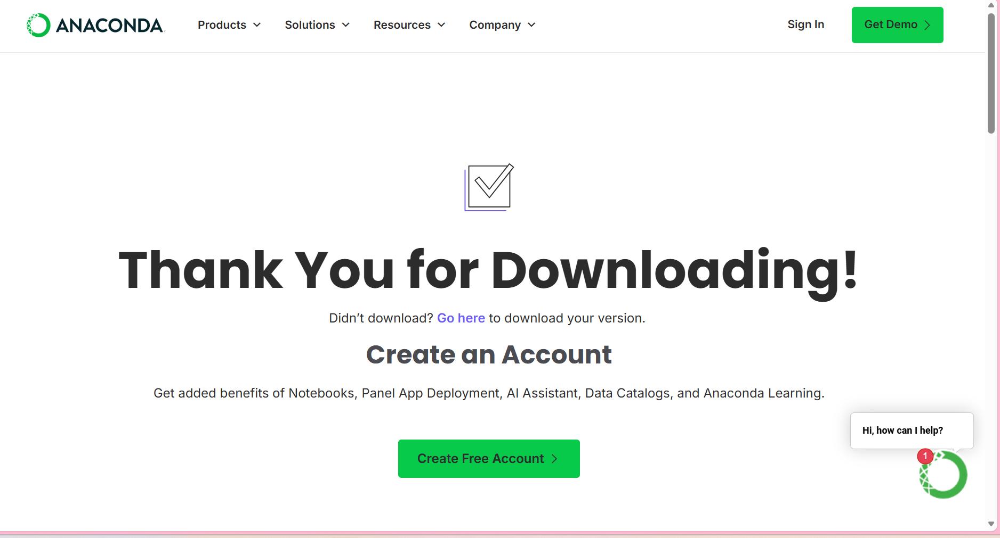 ANACONDA
Products
Solutions
Resources
Company
Sign In
Get Demo
Thank You for Downloading!
Didn’t download? Go here to download your version.
Create an Account
Get added benefits of Notebooks, Panel App Deployment, AI Assistant, Data Catalogs, and Anaconda Learning.
Create Free Account
Hi, how can I help?
1